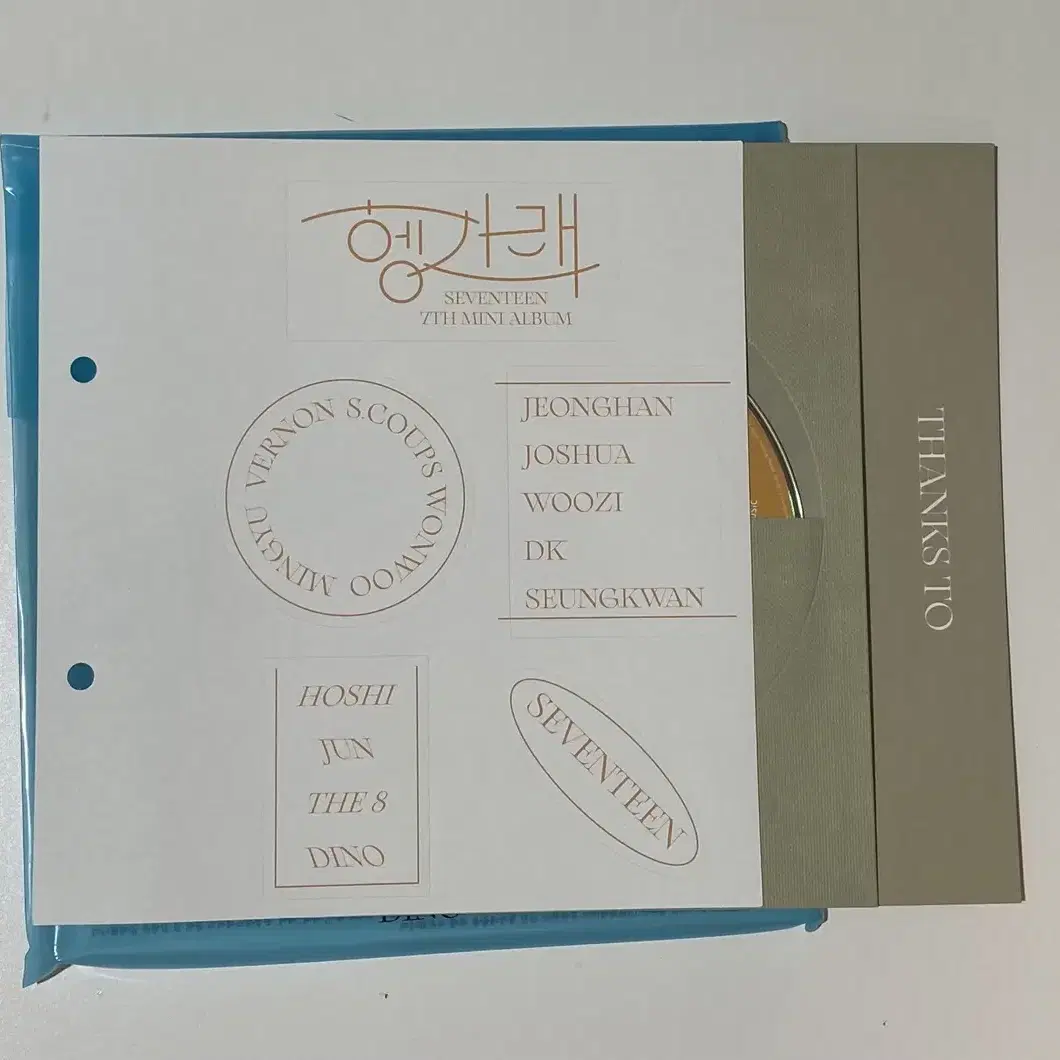 헹가래
SEVENTEEN
7TH MINI ALBUM
VERNON S.COUPS WONWOO MINGYU
JEONGHAN
JOSHUA
WOOZI
DK
SEUNGKWAN
HOSHI
JUN
THE 8
DINO
SEVENTEEN
THANKS TO
DINO